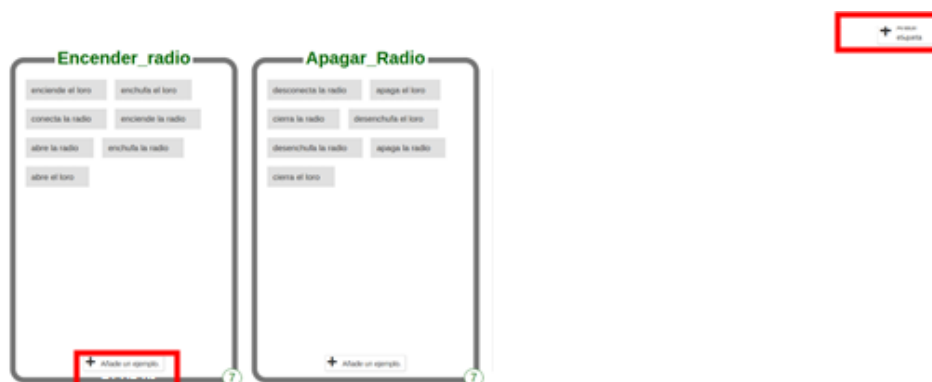 Encender_radio
enciende el loro
enchufa el loro
conecta la radio
enciende la radio
abre la radio
enchufa la radio
abre el loro
+ Añade un ejemplo
7
Apagar_Radio
desconecta la radio
apaga el loro
cierra la radio
desenchufa el loro
desenchufa la radio
apaga la radio
cierra el loro
+ Añade un ejemplo
7
+
etiqueta